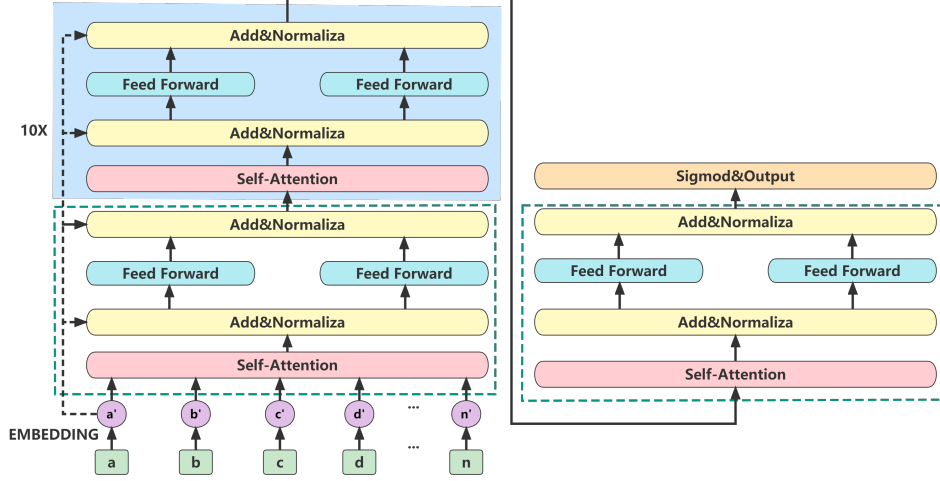 Add&Normaliza
Feed Forward
Feed Forward
10X
Add&Normaliza
Self-Attention
Add&Normaliza
Feed Forward
Feed Forward
Add&Normaliza
Self-Attention
a'
b'
c'
d'
...
n'
EMBEDDING
a
b
c
d
...
n
Sigmod&Output
Add&Normaliza
Feed Forward
Feed Forward
Add&Normaliza
Self-Attention